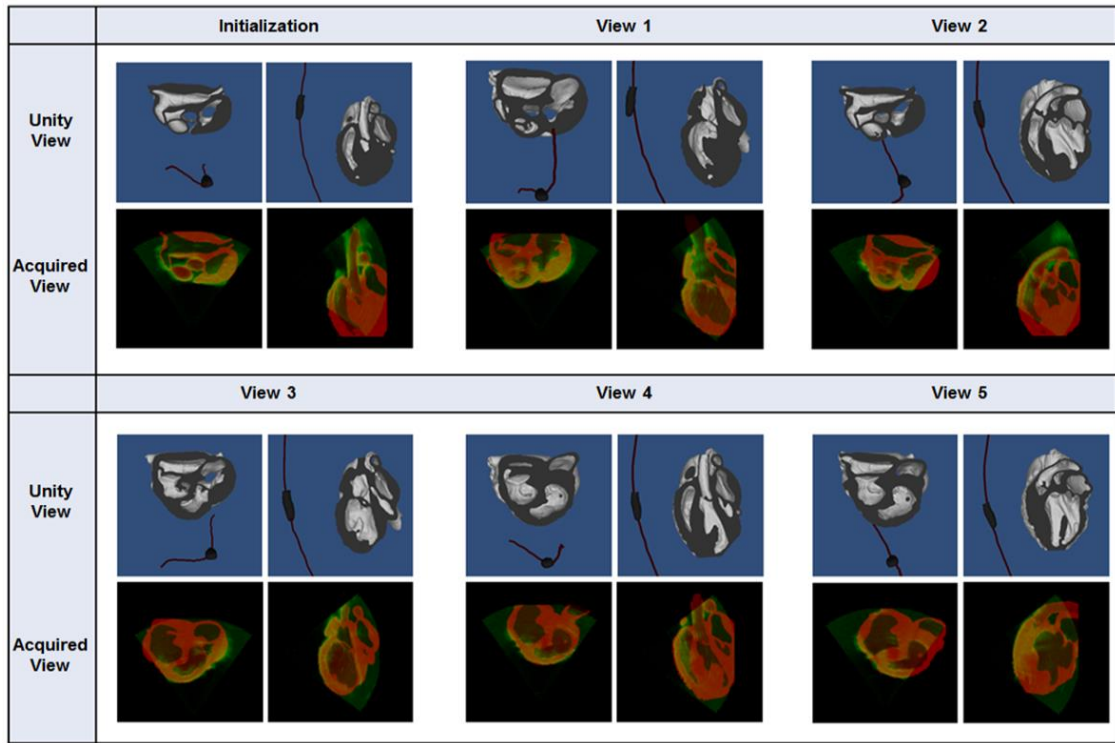 Initialization
View 1
View 2
Unity
View
Acquired
View
View 3
View 4
View 5
Unity
View
Acquired
View